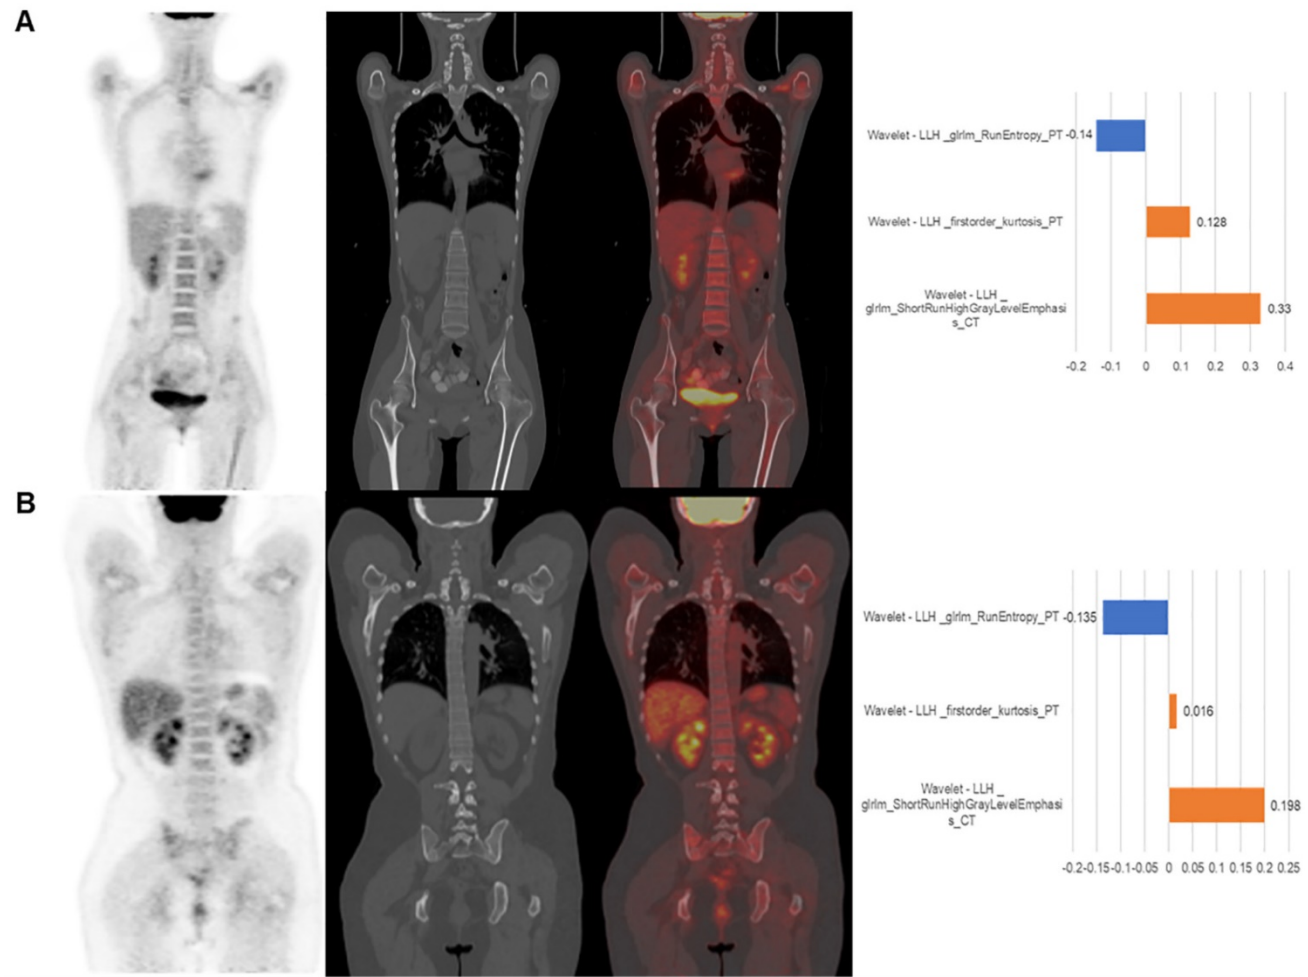 A
Wavelet - LLH _glrlm_RunEntropy_PT -0.14
Wavelet - LLH _firstorder_kurtosis_PT
0.128
Wavelet - LLH _
glrlm_ShortRunHighGrayLevelEmphasi
s_CT
0.33
-0.2 -0.1 0 0.1 0.2 0.3 0.4
B
Wavelet - LLH _glrlm_RunEntropy_PT -0.135
Wavelet - LLH _firstorder_kurtosis_PT
0.016
Wavelet - LLH _
glrlm_ShortRunHighGrayLevelEmphasi
s_CT
0.198
-0.2 -0.15 -0.1 -0.05 0 0.05 0.1 0.15 0.2 0.25